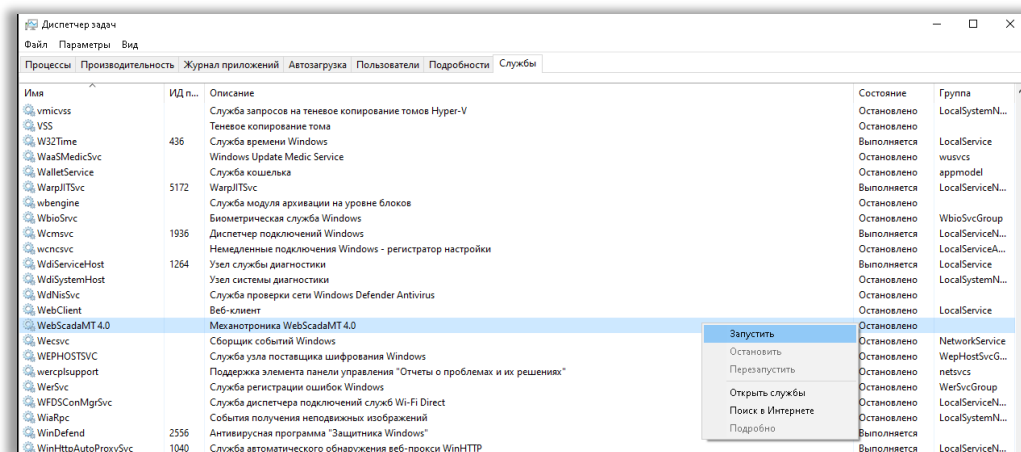 Диспетчер задач
Файл Параметры Вид
Процессы Производительность Журнал приложений Автозагрузка Пользователи Подробности Службы
Имя ИД п... Описание Состояние Группа
vmicvss Служба запросов на теневое копирование томов Hyper-V Остановлено LocalSystemN...
VSS Теневое копирование тома Остановлено
W32Time 436 Служба времени Windows Выполняется LocalService
WaaSMedicSvc Windows Update Medic Service Остановлено wusvcs
WalletService Служба кошелька Остановлено appmodel
WarpJITSvc 5172 WarpJITSvc Выполняется LocalServiceN...
wbengine Служба модуля архивации на уровне блоков Остановлено
WbioSrvc Биометрическая служба Windows Остановлено WbioSvcGroup
Wcmsvc 1936 Диспетчер подключений Windows Выполняется LocalServiceN...
wcncsvc Немедленные подключения Windows - регистратор настройки Остановлено LocalServiceA...
WdiServiceHost 1264 Узел службы диагностики Выполняется LocalService
WdiSystemHost Узел системы диагностики Остановлено LocalSystemN...
WdNisSvc Служба проверки сети Windows Defender Antivirus Остановлено
WebClient Веб-клиент Остановлено LocalService
WebScadaMT 4.0 Механотроника WebScadaMT 4.0 Остановлено
Запустить
Wecsvc Сборщик событий Windows Остановлено NetworkService
WEPHOSTSVC Служба узла поставщика шифрования Windows Остановить Остановлено WepHostSvcG...
wercplsupport Поддержка элемента панели управления "Отчеты о проблемах и их решениях" Перезапустить Остановлено netsvcs
WerSvc Служба регистрации ошибок Windows Остановлено WerSvcGroup
WFDSConMgrSvc Служба диспетчера подключений служб Wi-Fi Direct Открыть службы Остановлено LocalServiceN...
WiaRpc События получения неподвижных изображений Поиск в Интернете Остановлено LocalSystemN...
WinDefend 2556 Антивирусная программа "Защитника Windows" Подробно Выполняется
WinHttpAutoProxySvc 1040 Служба автоматического обнаружения веб-прокси WinHTTP Выполняется LocalServiceN...